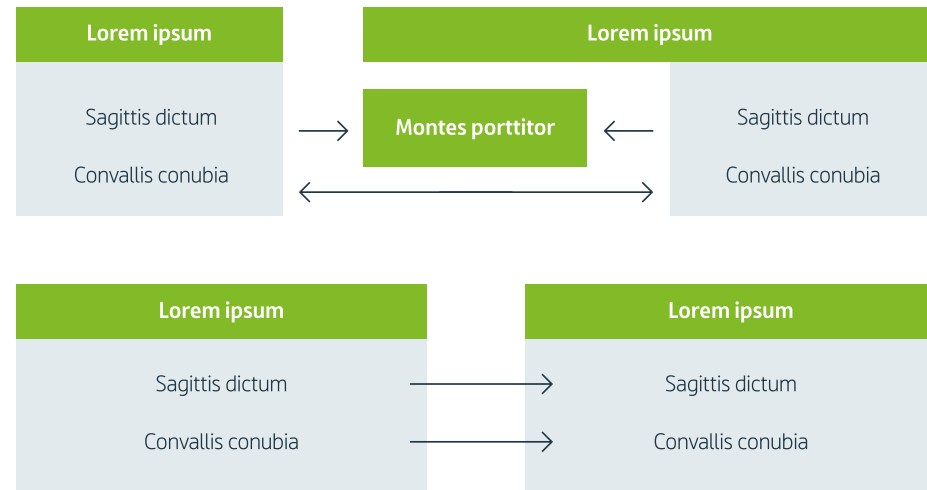 Lorem ipsum
Lorem ipsum
Sagittis dictum
Convallis conubia
Montes porttitor
Sagittis dictum
Convallis conubia
Lorem ipsum
Lorem ipsum
Sagittis dictum
Sagittis dictum
Convallis conubia
Convallis conubia